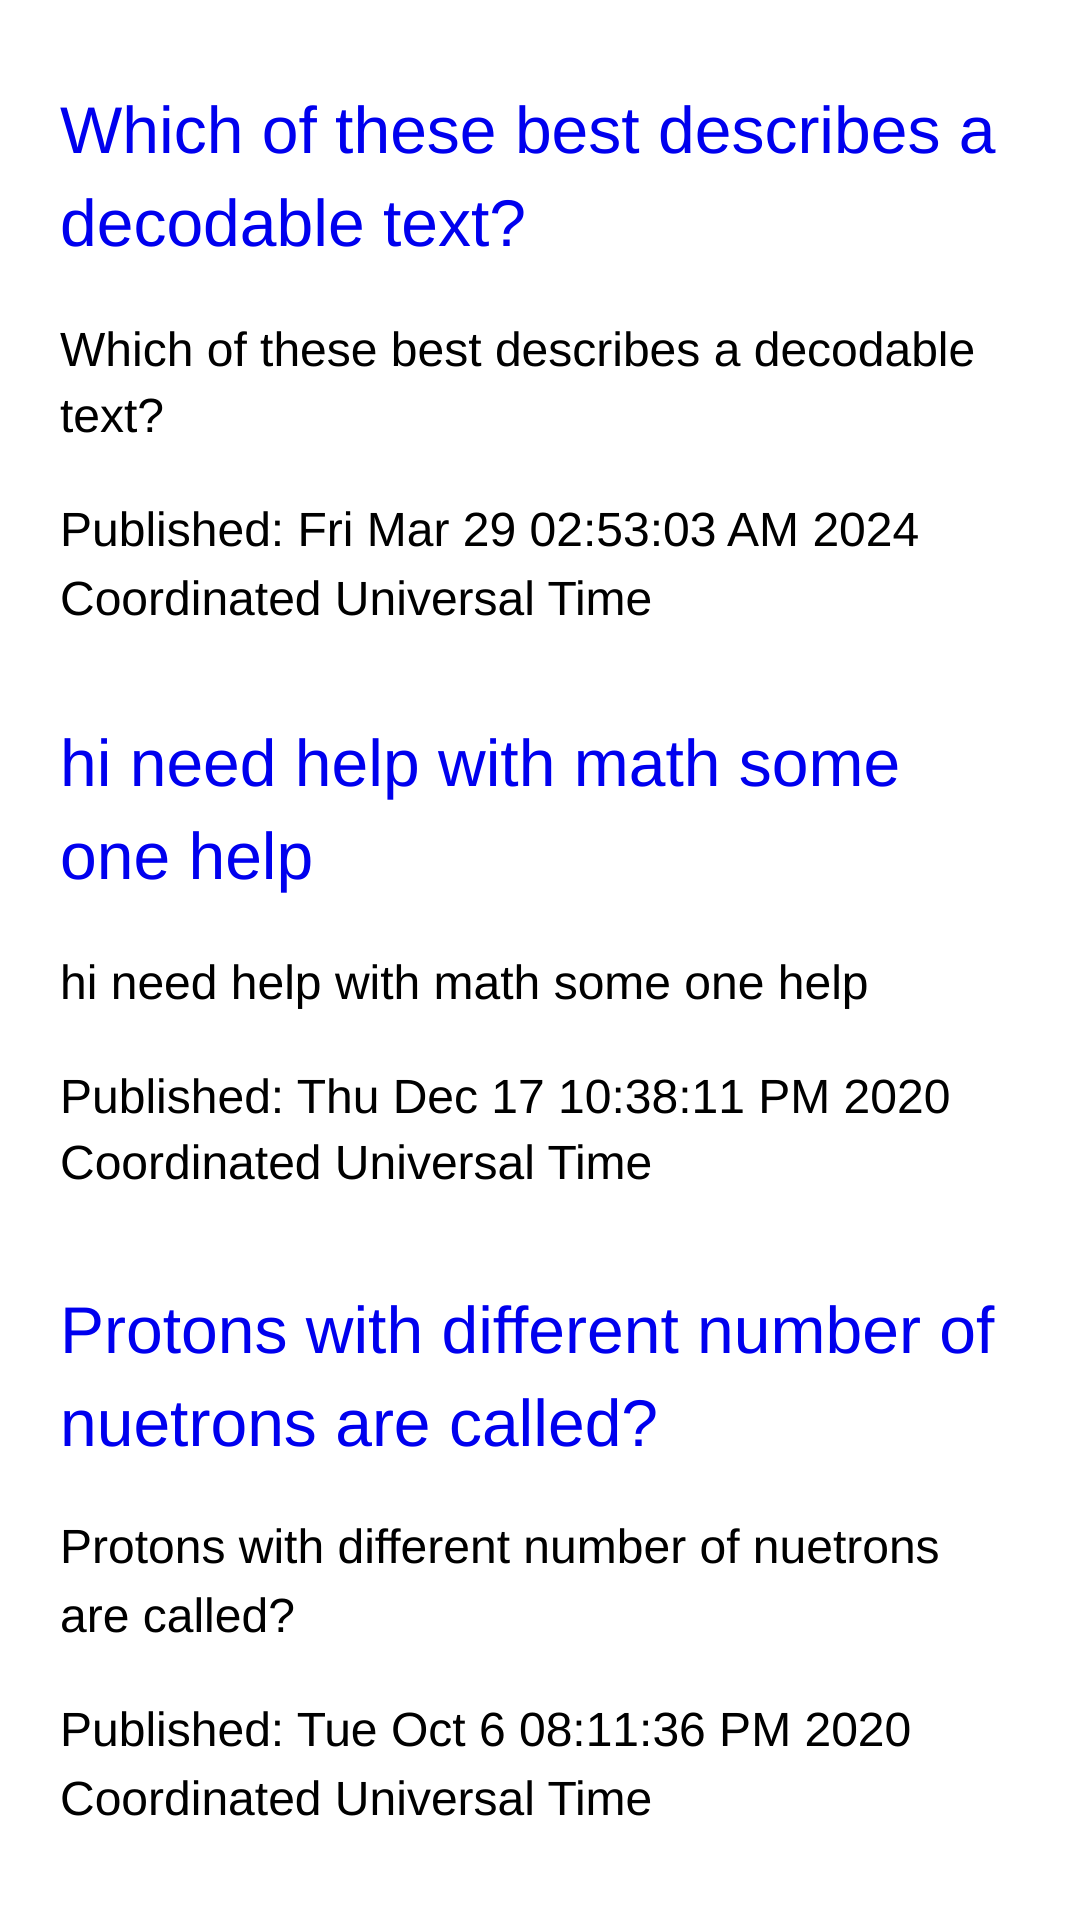 Which of these best describes a
decodable text?
Which of these best describes a decodable
text?
Published: Fri Mar 29 02:53:03 AM 2024
Coordinated Universal Time
hi need help with math some
one help
hi need help with math some one help
Published: Thu Dec 17 10:38:11 PM 2020
Coordinated Universal Time
Protons with different number of
nuetrons are called?
Protons with different number of nuetrons
are called?
Published: Tue Oct 6 08:11:36 PM 2020
Coordinated Universal Time